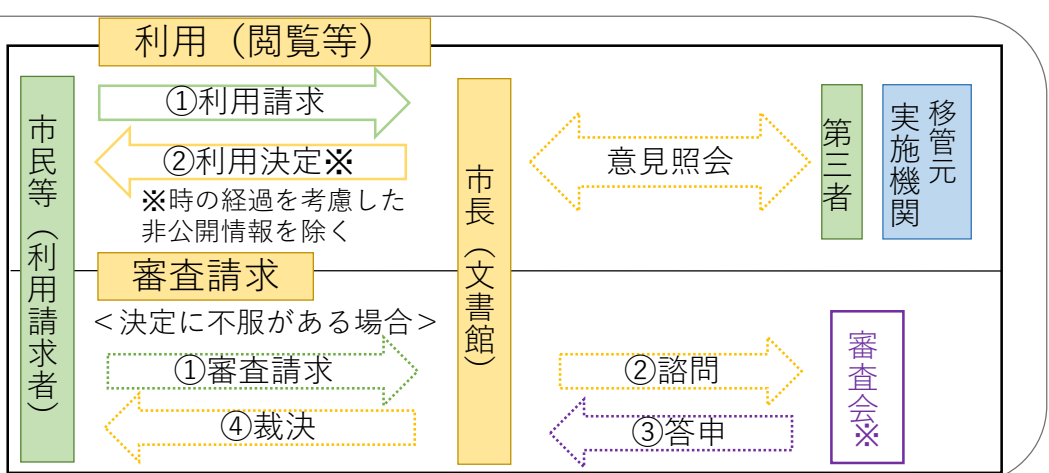 利用（閲覧等）
市民等（利用請求者）
①利用請求
②利用決定※
※時の経過を考慮した
非公開情報を除く
市長（文書館）
意見照会
第三者
移管元
実施機関
審査請求
＜決定に不服がある場合＞
①審査請求
④裁決
②諮問
③答申
審査会※